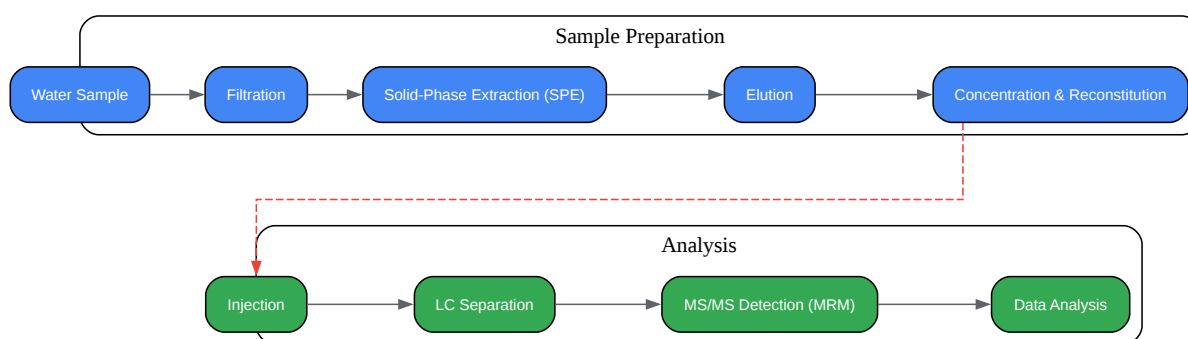 Sample Preparation
Water Sample
Filtration
Solid-Phase Extraction (SPE)
Elution
Concentration & Reconstitution
Analysis
Injection
LC Separation
MS/MS Detection (MRM)
Data Analysis